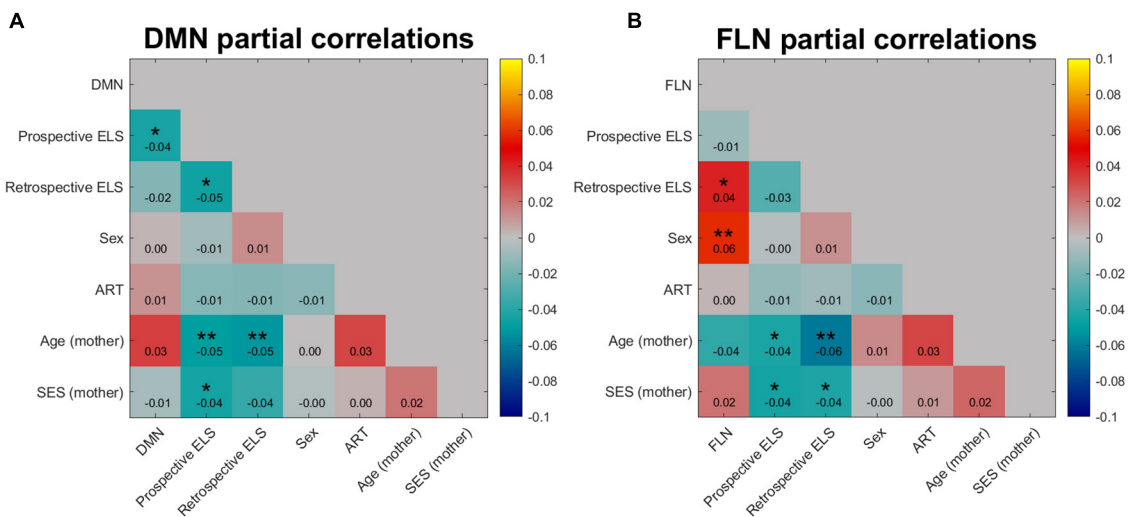 A
DMN partial correlations
DMN
Prospective ELS
* -0.04
Retrospective ELS
-0.02
* -0.05
Sex
0.00
-0.01
0.01
ART
0.01
-0.01
-0.01
-0.01
Age (mother)
0.03
** -0.05
** -0.05
0.00
0.03
SES (mother)
-0.01
* -0.04
-0.04
-0.00
0.00
0.02
DMN
Prospective ELS
Retrospective ELS
Sex
ART
Age (mother)
SES (mother)
0.1
0.08
0.06
0.04
0.02
0
-0.02
-0.04
-0.06
-0.08
-0.1
B
FLN partial correlations
FLN
Prospective ELS
-0.01
Retrospective ELS
* 0.04
-0.03
Sex
** 0.06
-0.00
0.01
ART
0.00
-0.01
-0.01
-0.01
Age (mother)
-0.04
* -0.04
** -0.06
0.01
0.03
SES (mother)
0.02
* -0.04
* -0.04
-0.00
0.01
0.02
FLN
Prospective ELS
Retrospective ELS
Sex
ART
Age (mother)
SES (mother)
0.1
0.08
0.06
0.04
0.02
0
-0.02
-0.04
-0.06
-0.08
-0.1